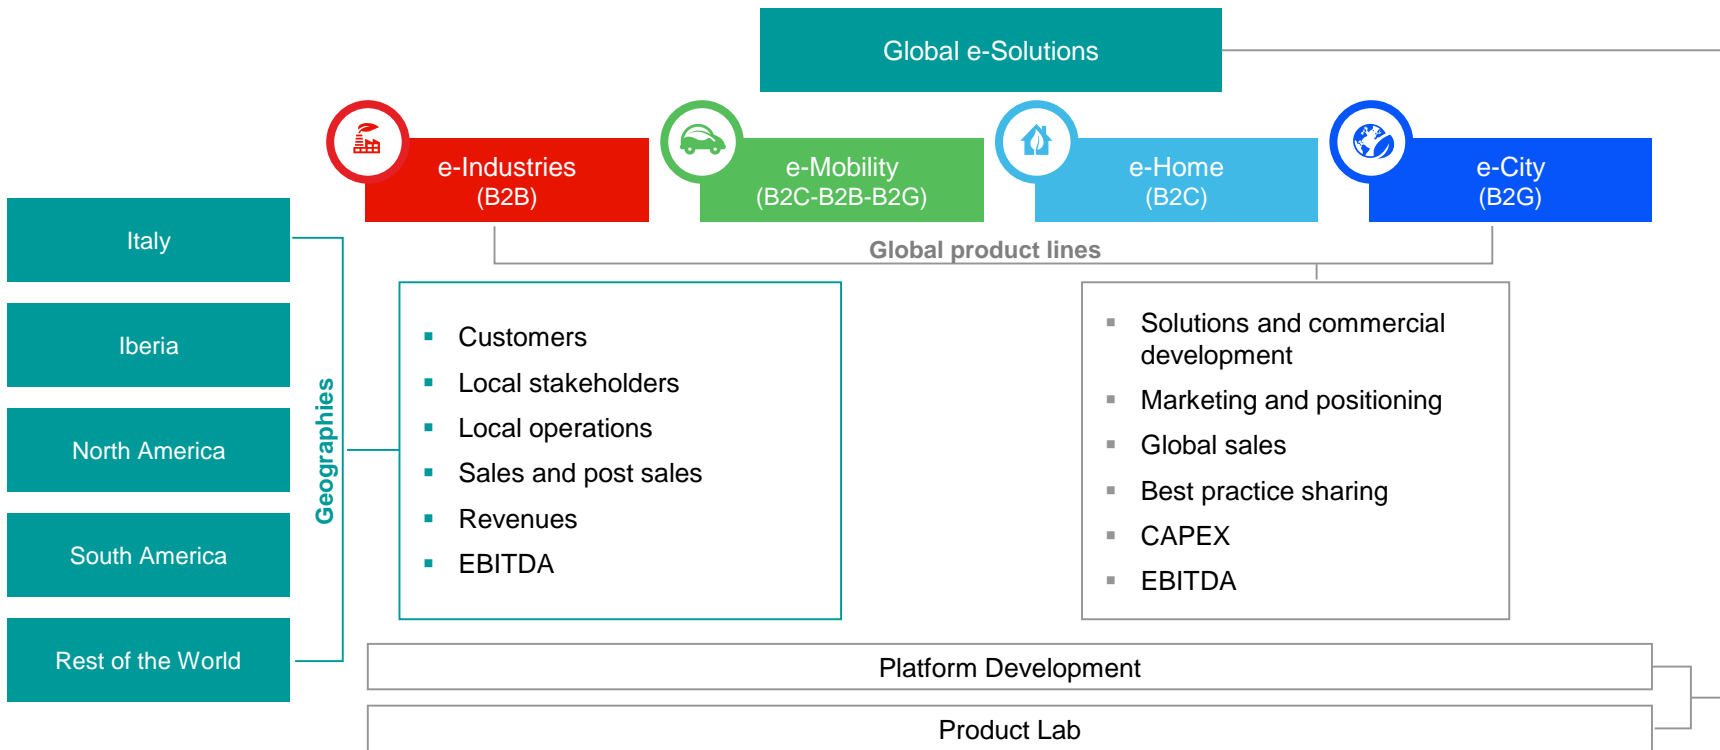 Global e-Solutions
e-Industries
(B2B)
e-Mobility
(B2C-B2B-B2G)
e-Home
(B2C)
e-City
(B2G)
Global product lines
Italy
Iberia
North America
South America
Rest of the World
Geographies
Customers
Local stakeholders
Local operations
Sales and post sales
Revenues
EBITDA
Solutions and commercial
development
Marketing and positioning
Global sales
Best practice sharing
CAPEX
EBITDA
Platform Development
Product Lab